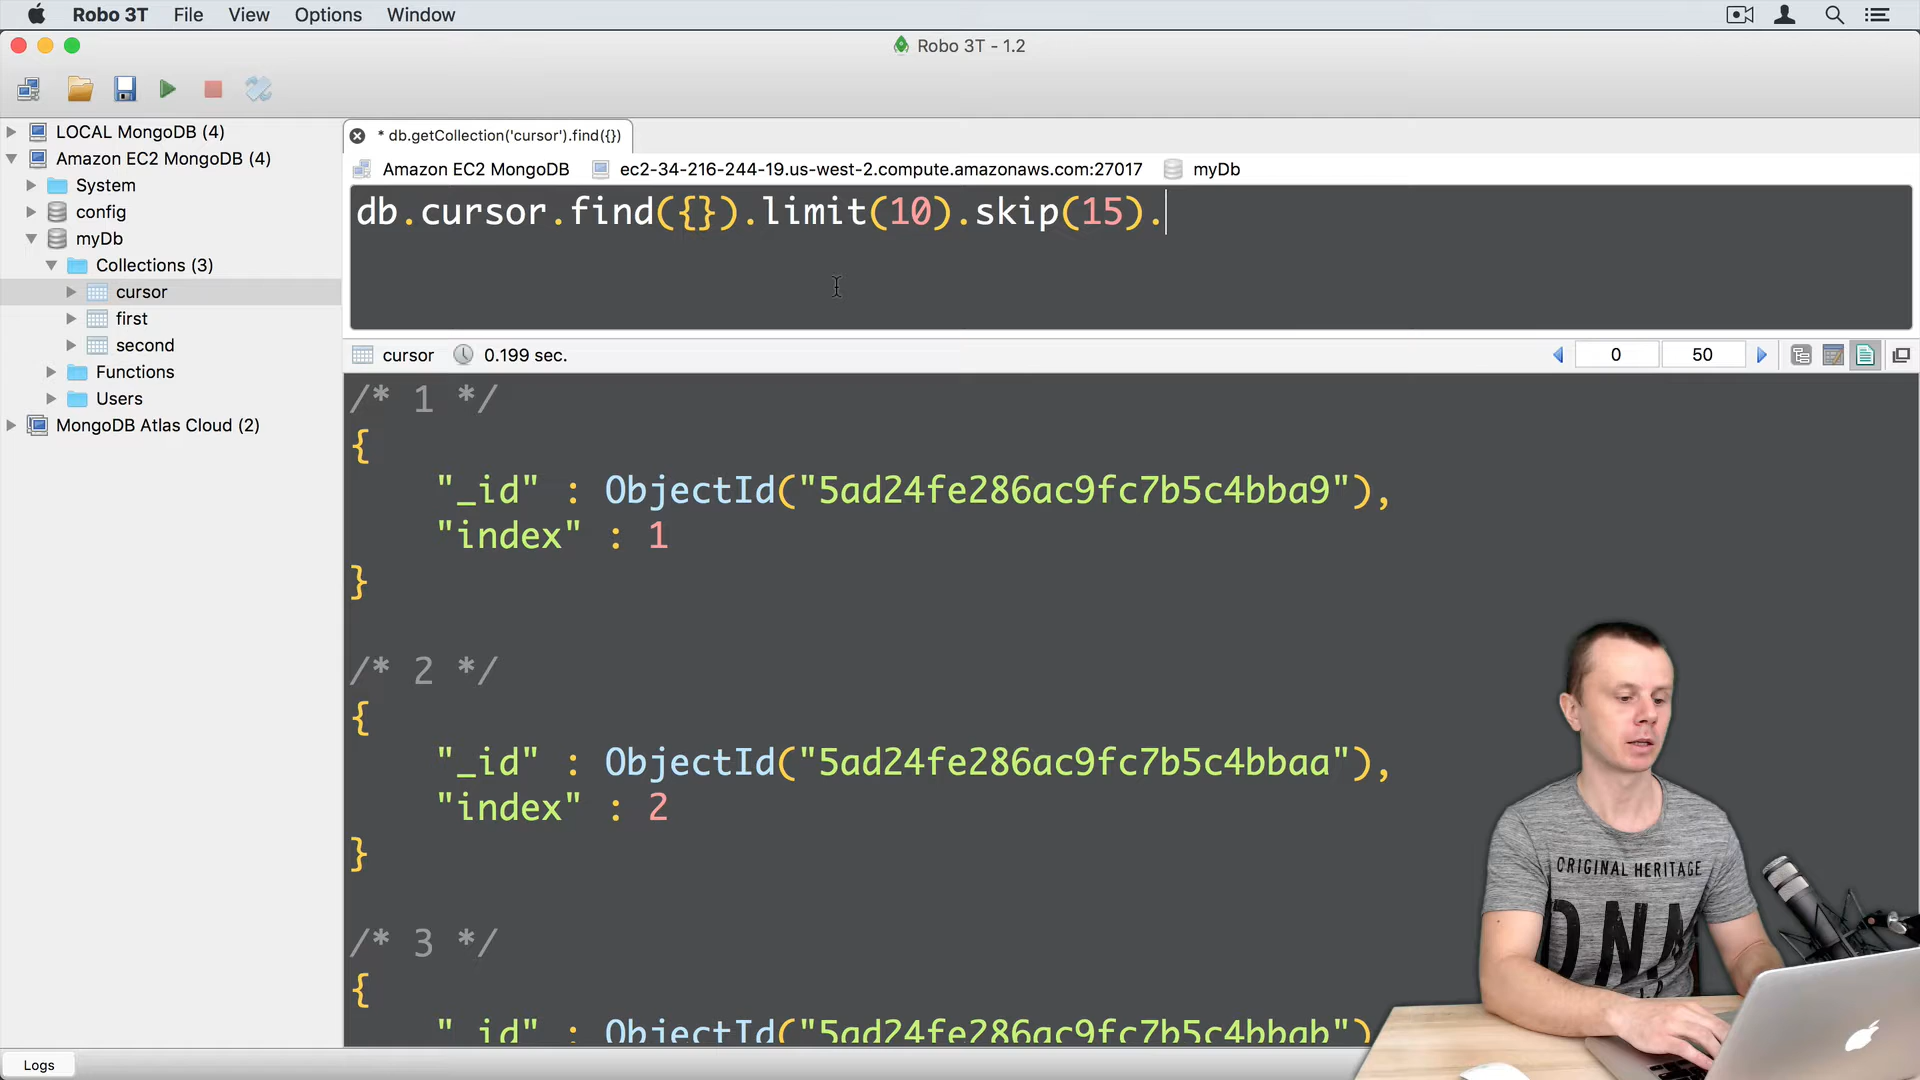 Robo 3T File View Options Window
Robo 3T - 1.2
LOCAL MongoDB (4)
Amazon EC2 MongoDB (4)
System
config
myDb
Collections (3)
cursor
first
second
Functions
Users
MongoDB Atlas Cloud (2)
* db.getCollection('cursor').find({})
Amazon EC2 MongoDB ec2-34-216-244-19.us-west-2.compute.amazonaws.com:27017 myDb
db.cursor.find({}).limit(10).skip(15).
cursor 0.199 sec. 0 50
/* 1 */
{
"_id" : ObjectId("5ad24fe286ac9fc7b5c4bba9"),
"index" : 1
}
/* 2 */
{
"_id" : ObjectId("5ad24fe286ac9fc7b5c4bbaa"),
"index" : 2
}
/* 3 */
{
"_id" : ObjectId("5ad24fe286ac9fc7b5c4bbab")
ORIGINAL HERITAGE
DNA
Logs